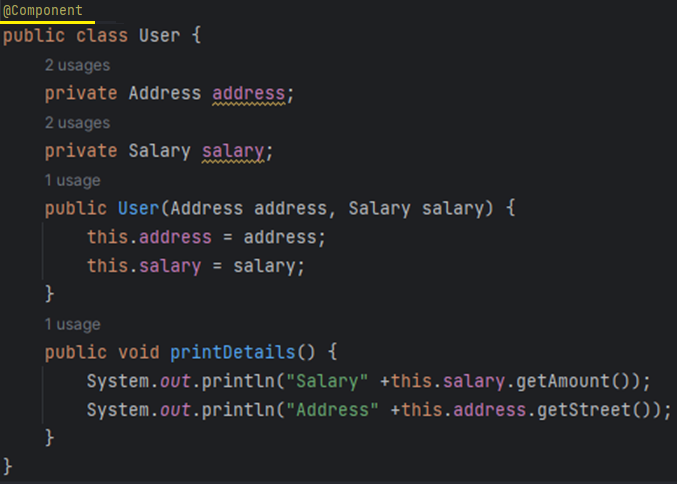 @Component
public class User {
2 usages
private Address address;
2 usages
private Salary salary;
1 usage
public User(Address address, Salary salary) {
this.address = address;
this.salary = salary;
}
1 usage
public void printDetails() {
System.out.println("Salary" +this.salary.getAmount());
System.out.println("Address" +this.address.getStreet());
}
}